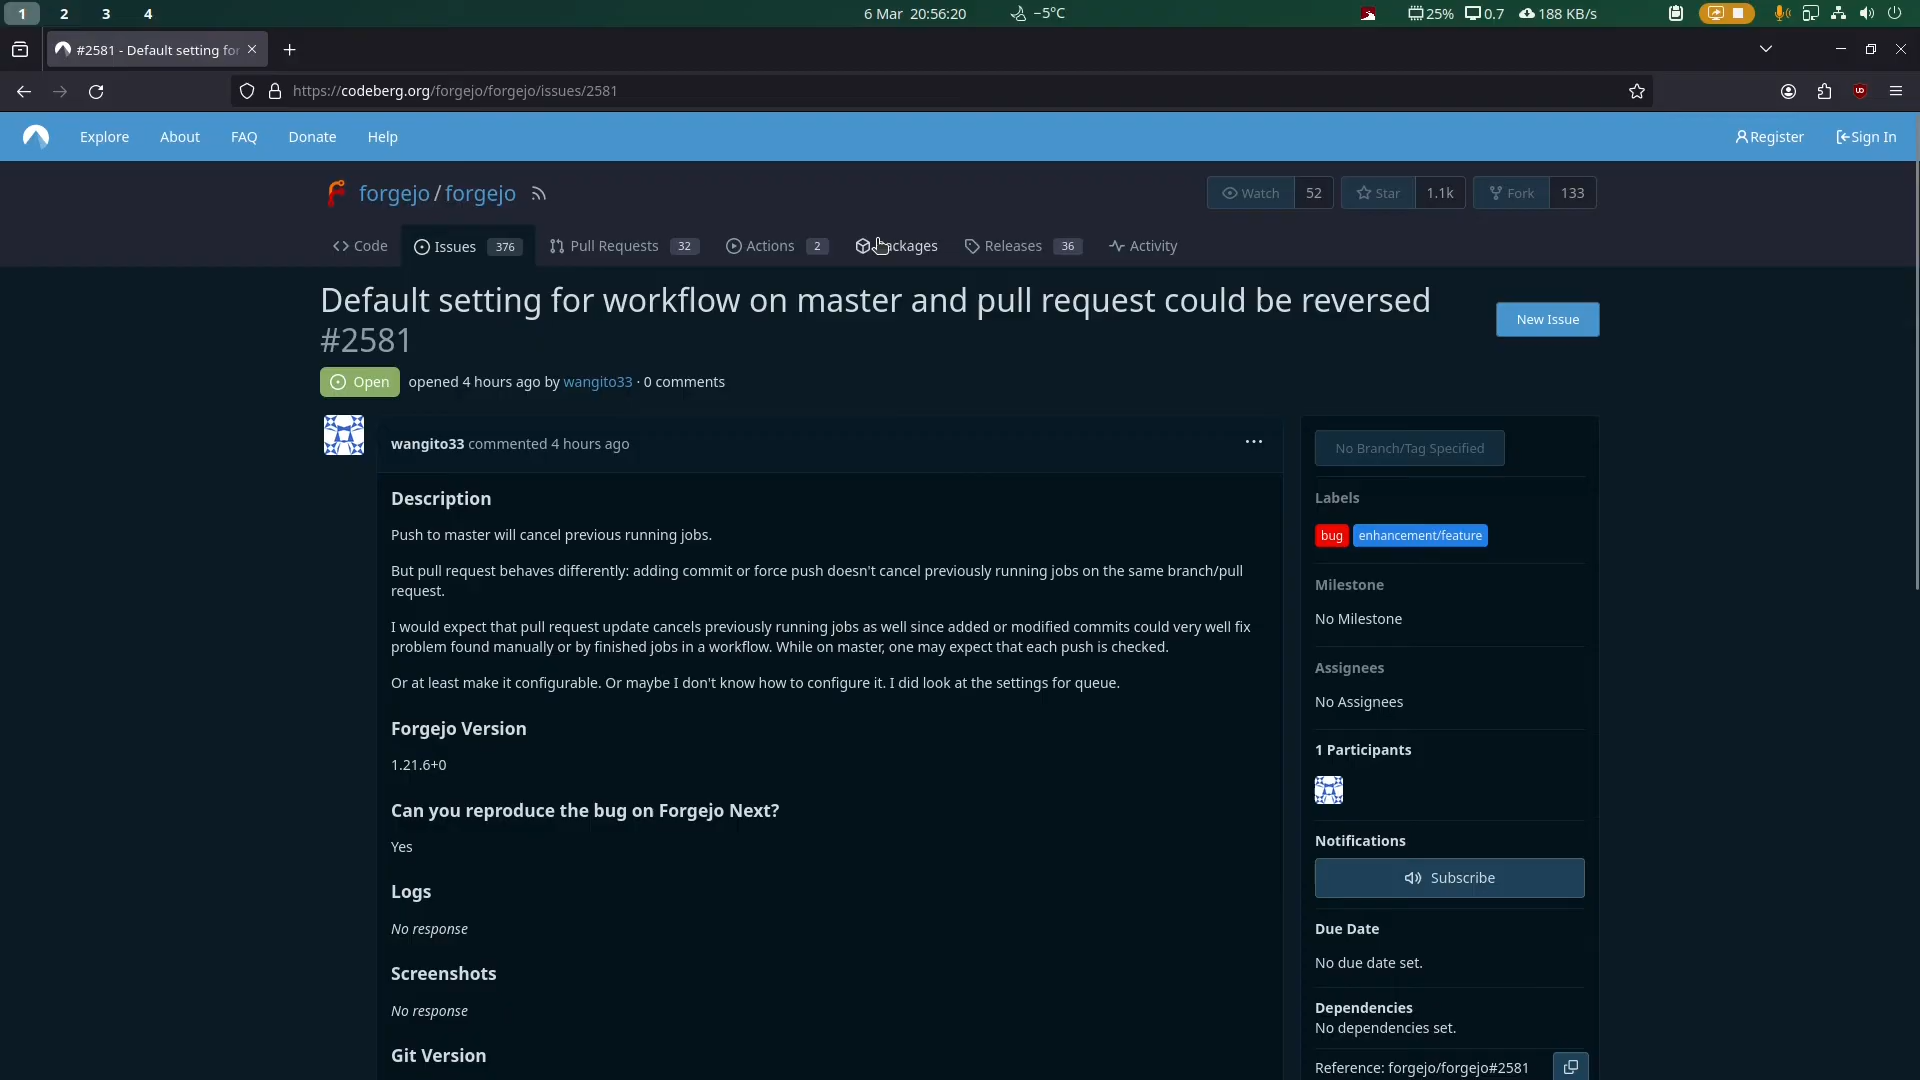 1 2 3 4 6 Mar 20:56:20 −5°C 25% 0.7 188 KB/s
#2581 - Default setting for
https://codeberg.org/forgejo/forgejo/issues/2581
Explore About FAQ Donate Help Register Sign In
forgejo/forgejo Watch 52 Star 1.1k Fork 133
Code Issues 376 Pull Requests 32 Actions 2 Packages Releases 36 Activity
Default setting for workflow on master and pull request could be reversed
#2581
New Issue
Open opened 4 hours ago by wangito33 · 0 comments
wangito33 commented 4 hours ago
Description
Push to master will cancel previous running jobs.
But pull request behaves differently: adding commit or force push doesn't cancel previously running jobs on the same branch/pull
request.
I would expect that pull request update cancels previously running jobs as well since added or modified commits could very well fix
problem found manually or by finished jobs in a workflow. While on master, one may expect that each push is checked.
Or at least make it configurable. Or maybe I don't know how to configure it. I did look at the settings for queue.
Forgejo Version
1.21.6+0
Can you reproduce the bug on Forgejo Next?
Yes
Logs
No response
Screenshots
No response
Git Version
No Branch/Tag Specified
Labels
bug enhancement/feature
Milestone
No Milestone
Assignees
No Assignees
1 Participants
Notifications
Subscribe
Due Date
No due date set.
Dependencies
No dependencies set.
Reference: forgejo/forgejo#2581